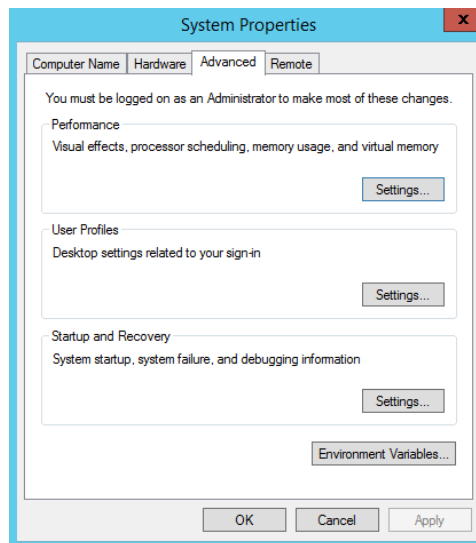 System Properties
x
Computer Name Hardware Advanced Remote
You must be logged on as an Administrator to make most of these changes.
Performance
Visual effects, processor scheduling, memory usage, and virtual memory
Settings...
User Profiles
Desktop settings related to your sign-in
Settings...
Startup and Recovery
System startup, system failure, and debugging information
Settings...
Environment Variables...
OK Cancel Apply